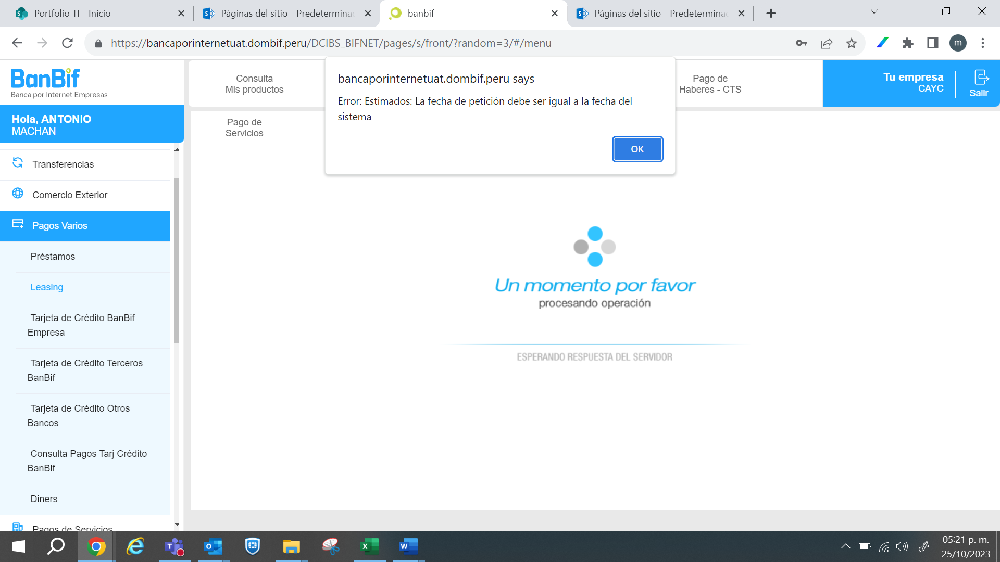 Portfolio TI - Inicio
Páginas del sitio - Predeterminac
banbif
Páginas del sitio - Predeterminac
https://bancaporinternetuat.dombif.peru/DCIBS_BIFNET/pages/s/front/?random=3/#/menu
m
BanBif
Banca por Internet Empresas
Consulta
Mis productos
Pago de
Haberes - CTS
Tu empresa
CAYC
Salir
bancaporinternetuat.dombif.peru says
Error: Estimados: La fecha de petición debe ser igual a la fecha del
sistema
OK
Hola, ANTONIO
MACHAN
Pago de
Servicios
Transferencias
Comercio Exterior
Pagos Varios
Préstamos
Leasing
Tarjeta de Crédito BanBif
Empresa
Tarjeta de Crédito Terceros
BanBif
Tarjeta de Crédito Otros
Bancos
Consulta Pagos Tarj Crédito
BanBif
Diners
Pagos de Servicios
Un momento por favor
procesando operación
ESPERANDO RESPUESTA DEL SERVIDOR
05:21 p. m.
25/10/2023